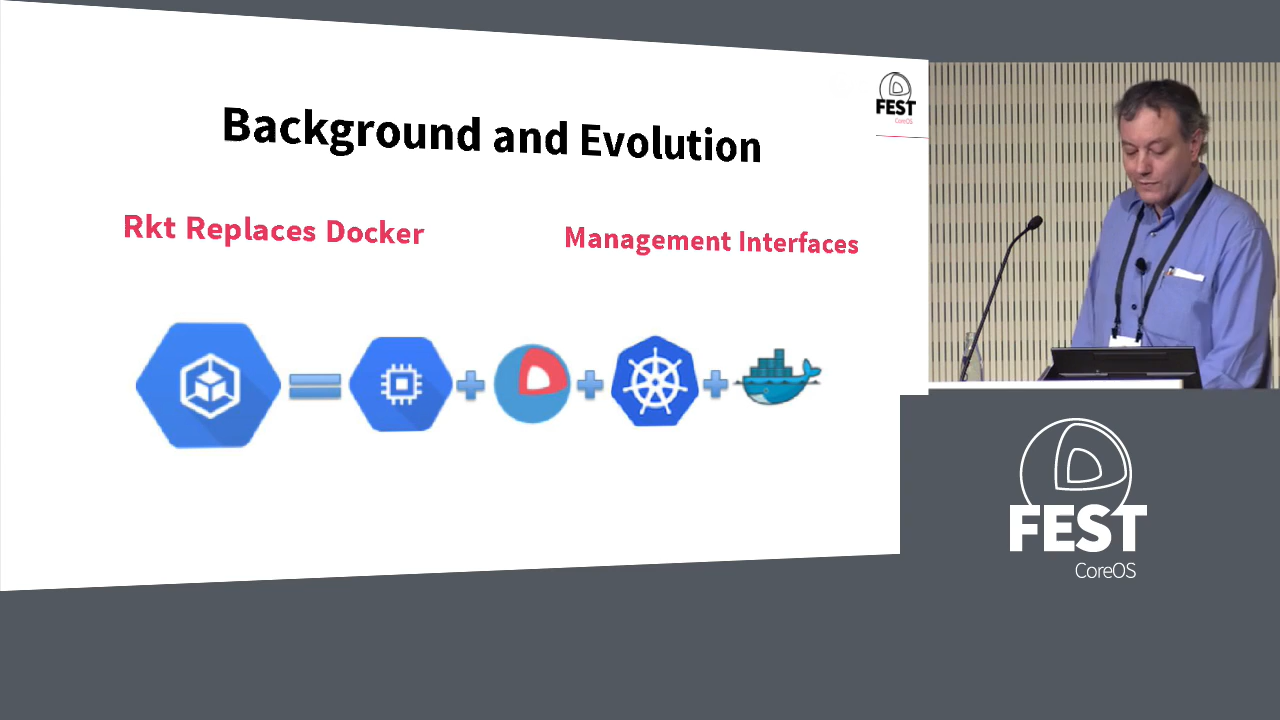 Background and Evolution
Rkt Replaces Docker
Management Interfaces
FEST
CoreOS
FEST
CoreOS